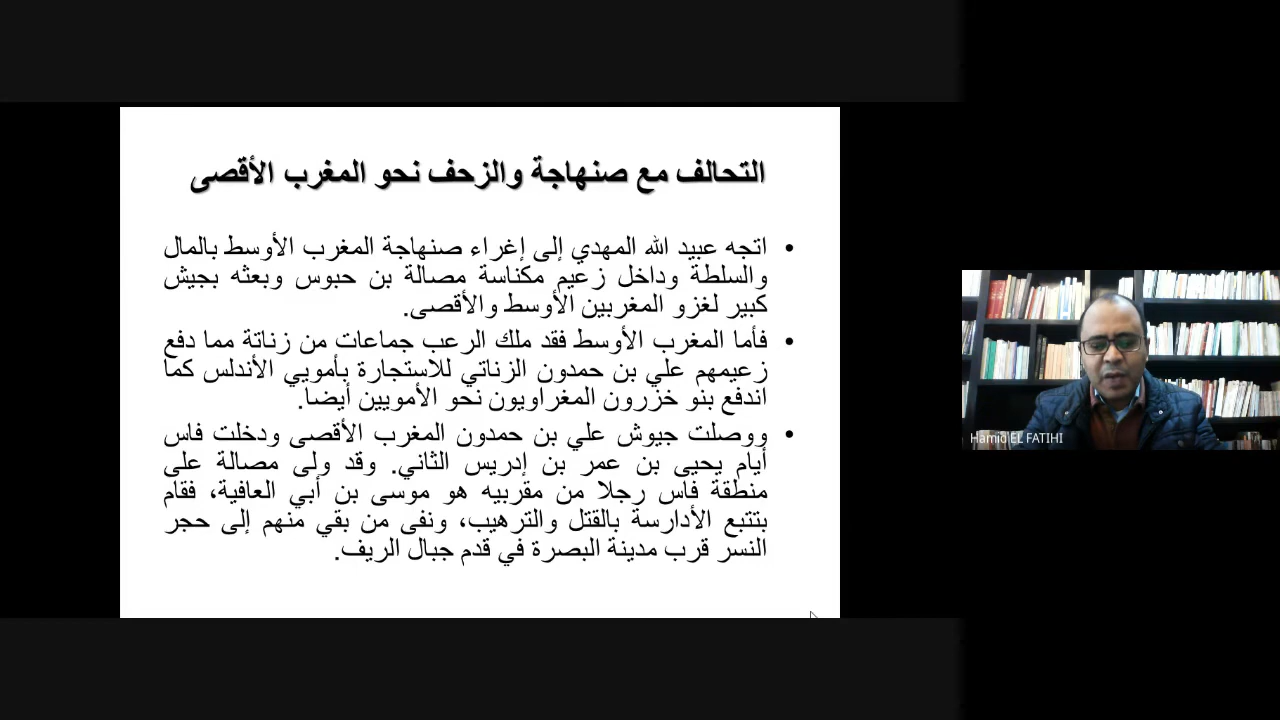 التحالف مع صنهاجة والزحف نحو المغرب الأقصى
• اتجه عبيد الله المهدي إلى إغراء صنهاجة المغرب الأوسط بالمال
والسلطة وداخل زعيم مكناسة مصالة بن حبوس وبعثه بجيش
كبير لغزو المغربين الأوسط والأقصى.
• فأما المغرب الأوسط فقد ملك الرعب جماعات من زناتة مما دفع
زعيمهم علي بن حمدون الزناتي للاستجارة بأمويي الأندلس كما
اندفع بنو خزرون المغراويون نحو الأمويين أيضا.
• ووصلت جيوش علي بن حمدون المغرب الأقصى ودخلت فاس
أيام يحيى بن عمر بن إدريس الثاني. وقد ولى مصالة على
منطقة فاس رجلا من مقربيه هو موسى بن أبي العافية، فقام
بتتبع الأدارسة بالقتل والترهيب، ونفى من بقي منهم إلى حجر
النسر قرب مدينة البصرة في قدم جبال الريف.
Hamid EL FATIHI